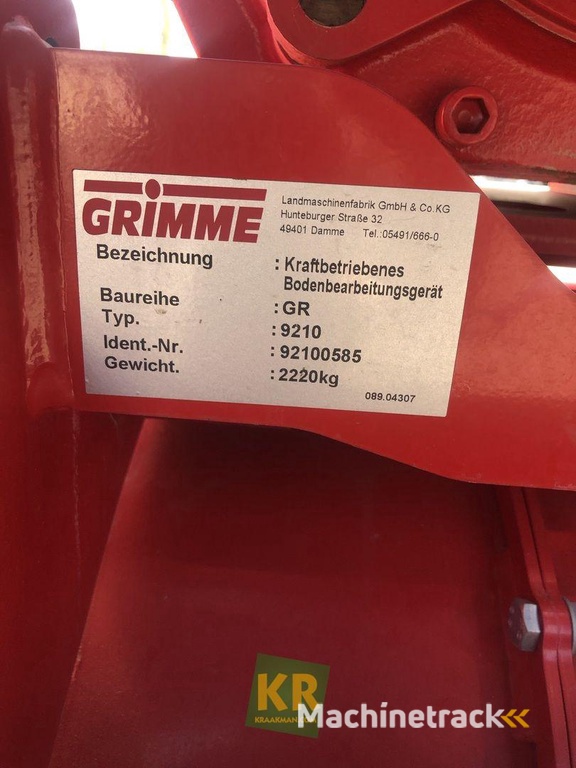 GRIMME
Landmaschinenfabrik GmbH & Co.KG
Hunteburger Straße 32
49401 Damme Tel.:05491/666-0
Bezeichnung : Kraftbetriebenes
Bodenbearbeitungsgerät
Baureihe : GR
Typ. : 9210
Ident.-Nr. : 92100585
Gewicht. : 2220kg
089.04307
KR
KRAAKMAN.COM
Machinetrack